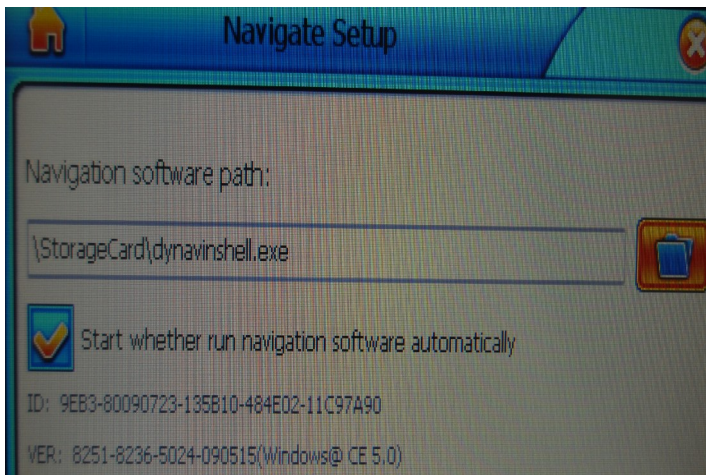 Navigate Setup
Navigation software path:
\StorageCard\dynavinshell.exe
Start whether run navigation software automatically
ID: 9EB3-80090723-135B10-484E02-11C97A90
VER: 8251-8236-5024-090515(Windows@ CE 5.0)